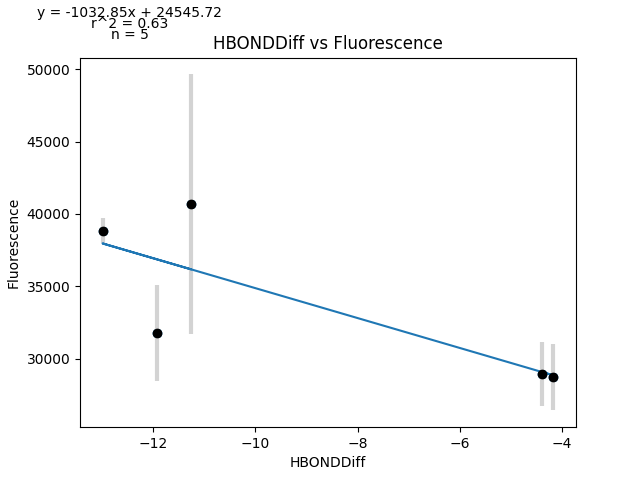 y = -1032.85x + 24545.72
r^2 = 0.63
n = 5
HBONDDiff vs Fluorescence
50000
45000
40000
35000
30000
Fluorescence
−12
−10
−8
−6
−4
HBONDDiff